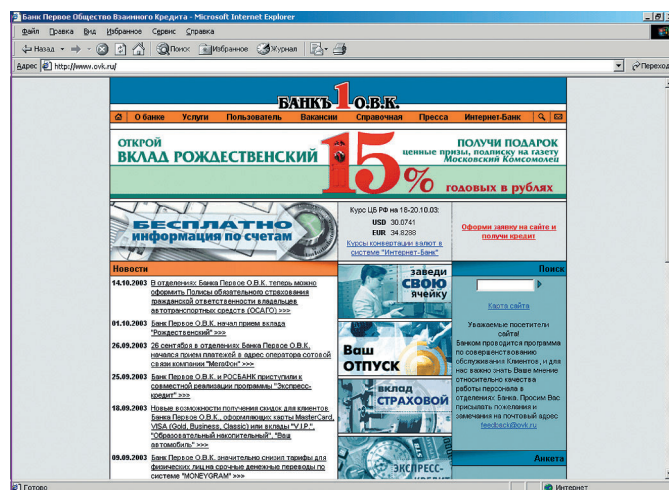 Банк Первое Общество Взаимного Кредита - Microsoft Internet Explorer
Файл Правка Вид Избранное Сервис Справка
Назад Поиск Избранное Журнал
Адрес http://www.ovk.ru/ Переход
БАНКЪ 1 О.В.К.
О банке Услуги Пользователь Вакансии Справочная Пресса Интернет-Банк
ОТКРОЙ
ВКЛАД РОЖДЕСТВЕНСКИЙ
15%
годовых в рублях
ПОЛУЧИ ПОДАРОК
ценные призы, подписку на газету
Московский Комсомолец
БЕСПЛАТНО
информация по счетам
Курс ЦБ РФ на 18-20.10.03:
USD 30.0741
EUR 34.8288
Курсы конвертации валют в
системе "Интернет-Банк"
Оформи заявку на сайте и
получи кредит
Новости
14.10.2003 В отделениях Банка Первое О.В.К. теперь можно
оформить Полисы обязательного страхования
гражданской ответственности владельцев
автотранспортных средств (ОСАГО) >>>
01.10.2003 Банк Первое О.В.К. начал прием вклада
"Рождественский" >>>
26.09.2003 26 сентября в отделениях Банка Первое О.В.К.
начался прием платежей в адрес оператора сотовой
связи компании "МегаФон" >>>
25.09.2003 Банк Первое О.В.К. и РОСБАНК приступили к
совместной реализации программы "Экспресс-
кредит" >>>
18.09.2003 Новые возможности получения скидок для клиентов
Банка Первое О.В.К., оформляющих карты MasterCard,
VISA (Gold, Business, Classic) или вклады "V.I.P.",
"Образовательный накопительный", "Ваш
автомобиль" >>>
09.09.2003 Банк Первое О.В.К. значительно снизил тарифы для
физических лиц на срочные денежные переводы по
системе "MONEYGRAM" >>>
заведи
СВОЮ
ячейку
Ваш
ОТПУСК
вклад
СТРАХОВОЙ
ЭКСПРЕСС-
КРЕДИТ
Поиск
Карта сайта
Уважаемые посетители
сайта!
Банком проводится программа
по совершенствованию
обслуживания Клиентов, и для
нас важно знать Ваше мнение
относительно качества
работы персонала в
отделениях Банка. Просим Вас
присылать пожелания и
замечания на почтовый адрес
feedback@ovk.ru
Анкета
Готово Интернет